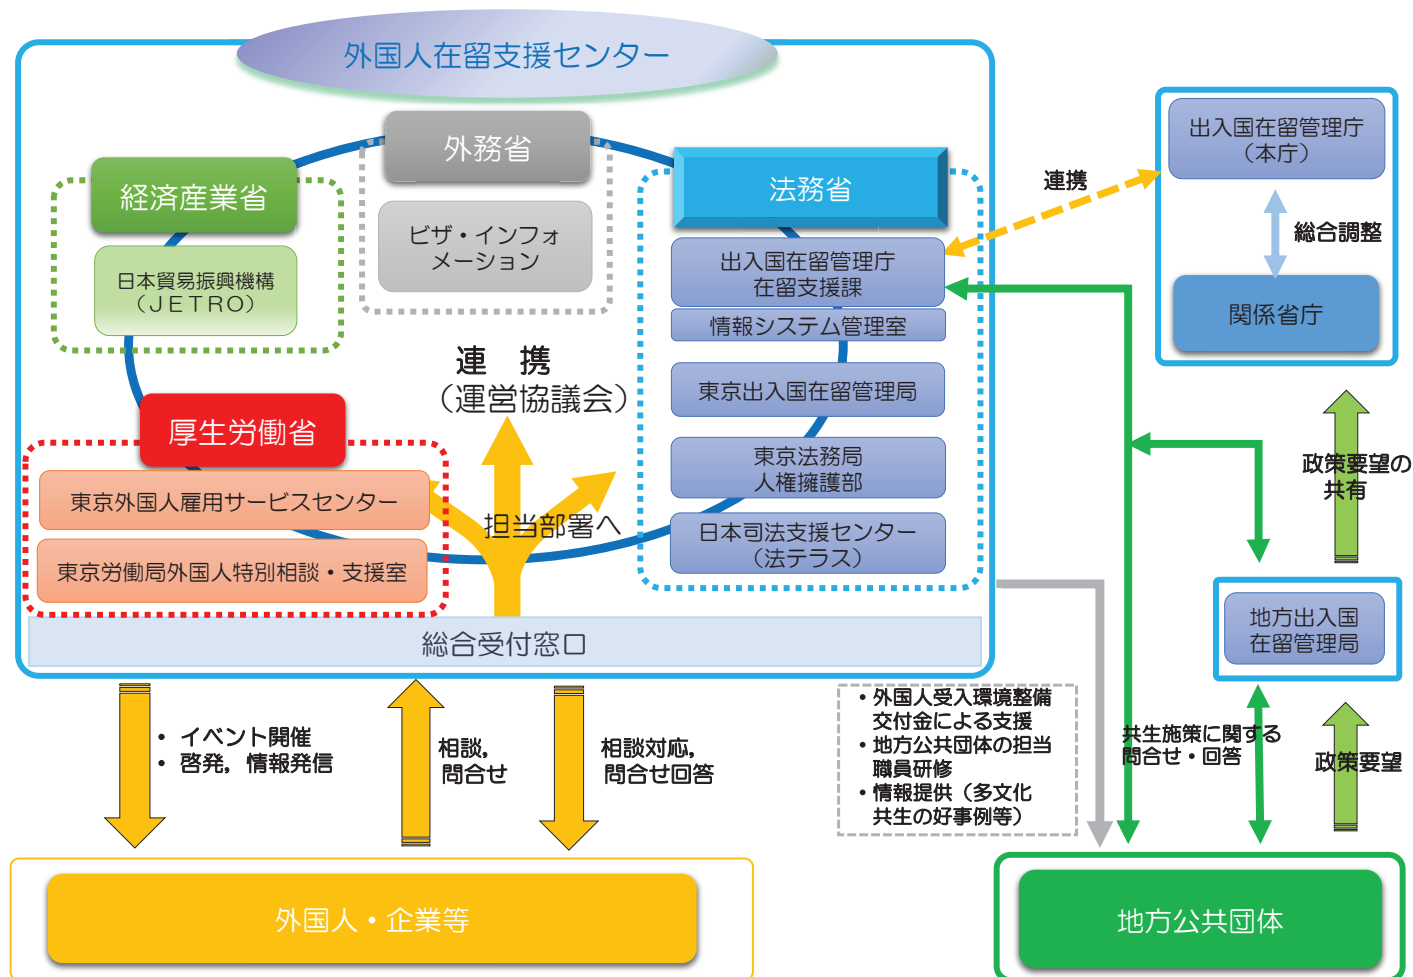 外国人在留支援センター
外務省
ビザ・インフォ
メーション
経済産業省
日本貿易振興機構
（ＪＥＴＲＯ）
法務省
出入国在留管理庁
在留支援課
情報システム管理室
東京出入国在留管理局
東京法務局
人権擁護部
日本司法支援センター
（法テラス）
連　携
（運営協議会）
厚生労働省
東京外国人雇用サービスセンター
東京労働局外国人特別相談・支援室
担当部署へ
総合受付窓口
連携
出入国在留管理庁
（本庁）
総合調整
関係省庁
政策要望の
共有
地方出入国
在留管理局
・ イベント開催
・ 啓発，情報発信
相談，
問合せ
相談対応，
問合せ回答
・外国人受入環境整備
交付金による支援
・地方公共団体の担当
職員研修
・情報提供（多文化
共生の好事例等）
共生施策に関する
問合せ・回答
政策要望
外国人・企業等
地方公共団体